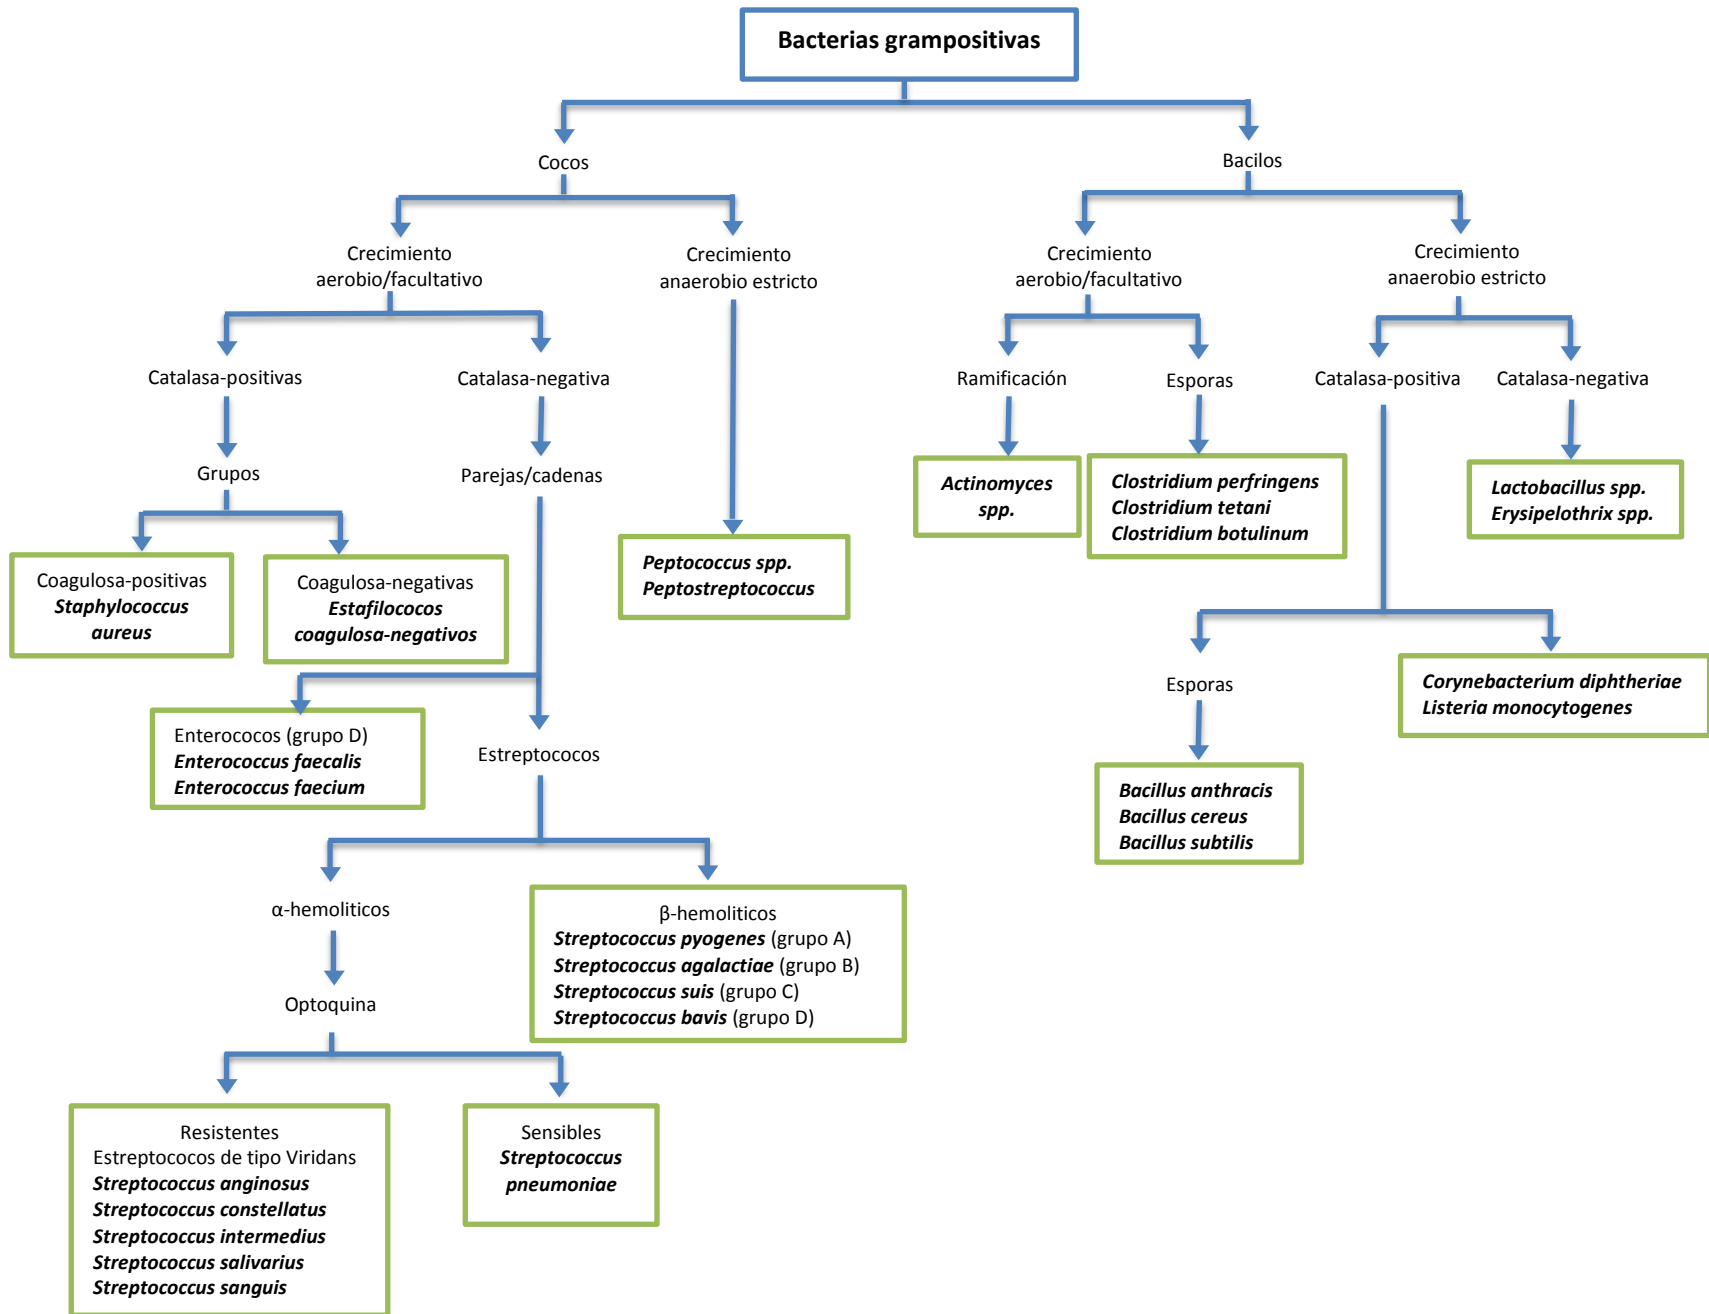 Bacterias grampositivas
Cocos
Bacilos
Crecimiento
aerobio/facultativo
Crecimiento
anaerobio estricto
Crecimiento
aerobio/facultativo
Crecimiento
anaerobio estricto
Catalasa-positivas
Catalasa-negativa
Ramificación
Esporas
Catalasa-positiva
Catalasa-negativa
Grupos
Parejas/cadenas
Actinomyces
spp.
Clostridium perfringens
Clostridium tetani
Clostridium botulinum
Lactobacillus spp.
Erysipelothrix spp.
Coagulosa-positivas
Staphylococcus
aureus
Coagulosa-negativas
Estafilococos
coagulosa-negativos
Peptococcus spp.
Peptostreptococcus
Esporas
Corynebacterium diphtheriae
Listeria monocytogenes
Enterococos (grupo D)
Enterococcus faecalis
Enterococcus faecium
Estreptococos
Bacillus anthracis
Bacillus cereus
Bacillus subtilis
α-hemoliticos
β-hemoliticos
Streptococcus pyogenes (grupo A)
Streptococcus agalactiae (grupo B)
Streptococcus suis (grupo C)
Streptococcus bavis (grupo D)
Optoquina
Resistentes
Estreptococos de tipo Viridans
Streptococcus anginosus
Streptococcus constellatus
Streptococcus intermedius
Streptococcus salivarius
Streptococcus sanguis
Sensibles
Streptococcus
pneumoniae